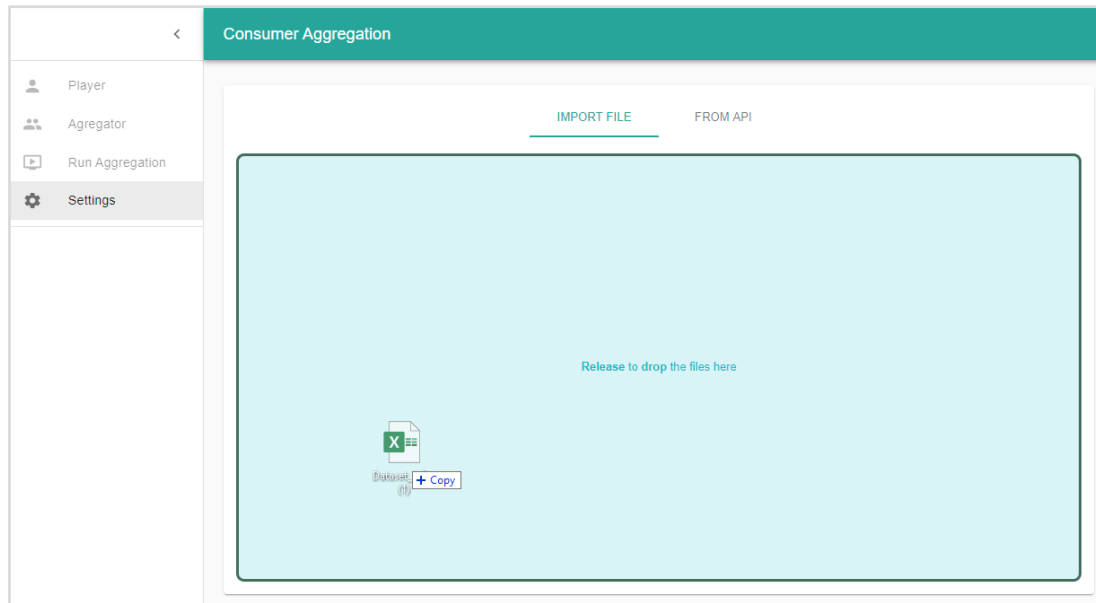 Consumer Aggregation
Player
Agregator
Run Aggregation
Settings
IMPORT FILE
FROM API
Release to drop the files here
X
Dataset_
(1)
+ Copy